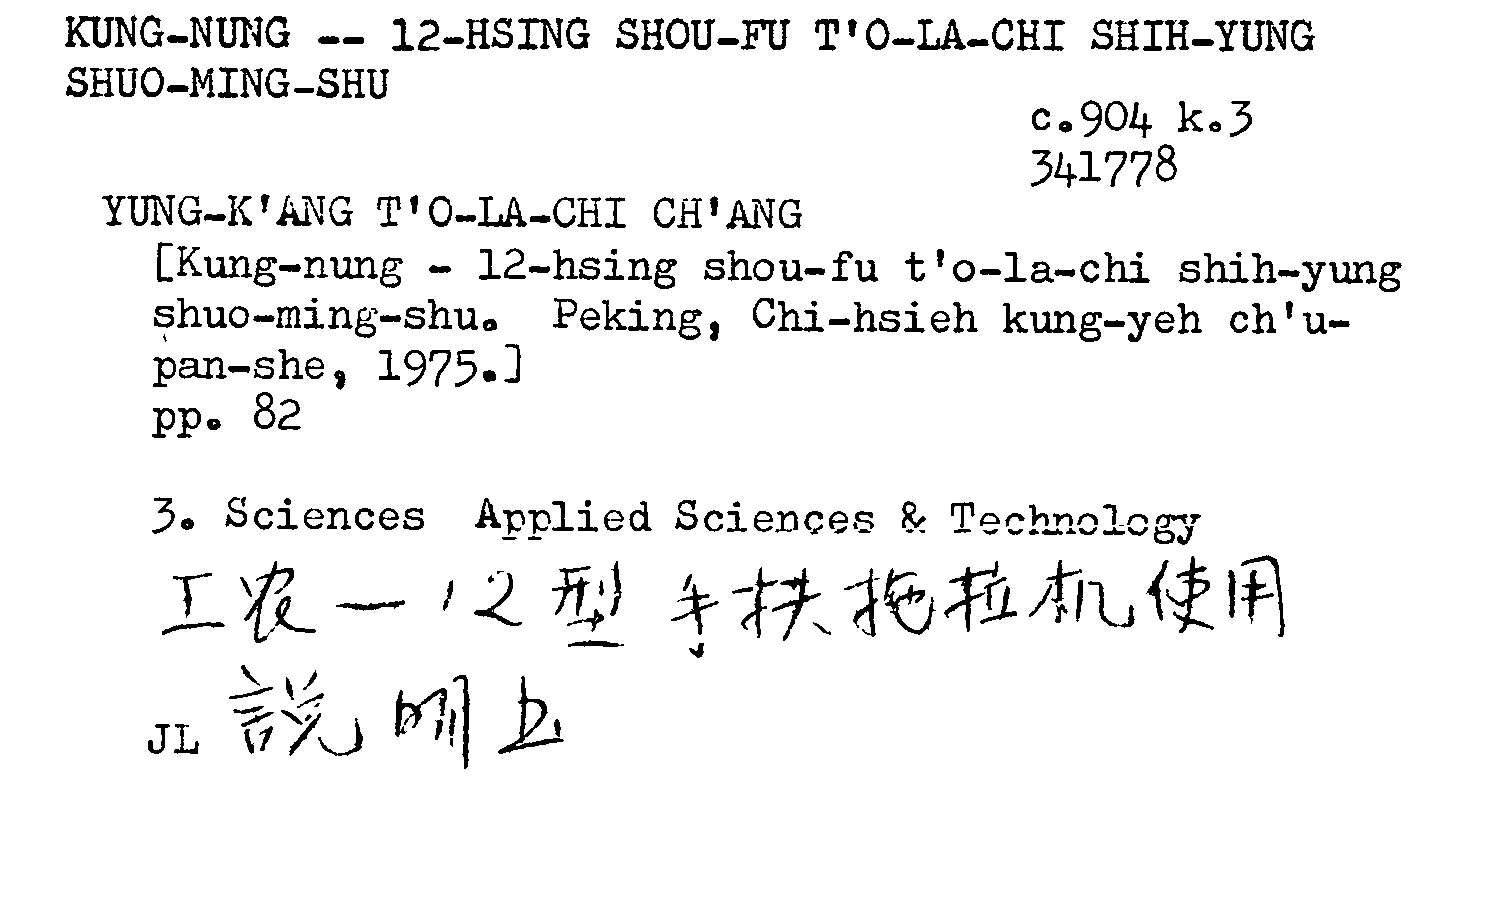 KUNG-NUNG -- 12-HSING SHOU-FU T'O-LA-CHI SHIH-YUNG
SHUO-MING-SHU
c.904 k.3
341778
YUNG-K'ANG T'O-LA-CHI CH'ANG
[Kung-nung - 12-hsing shou-fu t'o-la-chi shih-yung
shuo-ming-shu. Peking, Chi-hsieh kung-yeh ch'u-
pan-she, 1975.]
pp. 82
3. Sciences Applied Sciences & Technology
工农—12型手扶拖拉机使用
JL 說明书